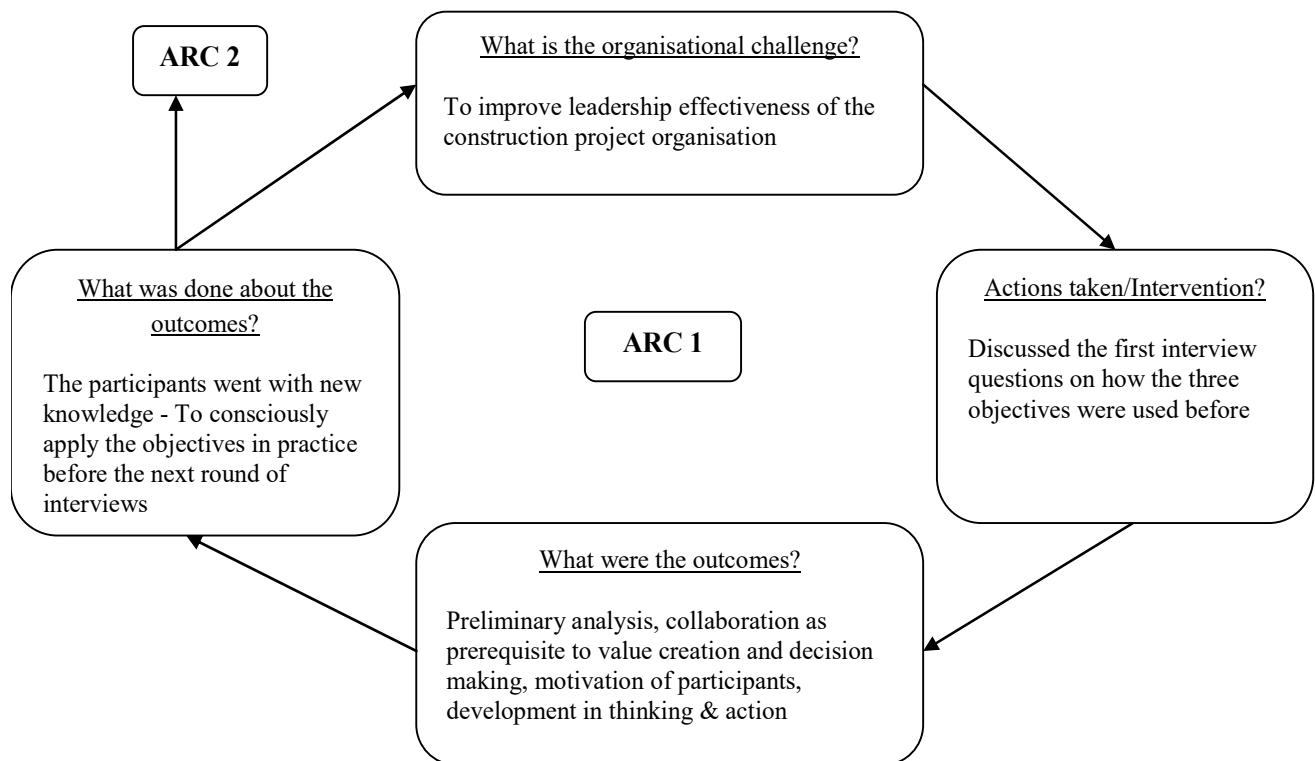 ARC 2
What is the organisational challenge?
To improve leadership effectiveness of the
construction project organisation
What was done about the
outcomes?
The participants went with new
knowledge - To consciously
apply the objectives in practice
before the next round of
interviews
ARC 1
Actions taken/Intervention?
Discussed the first interview
questions on how the three
objectives were used before
What were the outcomes?
Preliminary analysis, collaboration as
prerequisite to value creation and decision
making, motivation of participants,
development in thinking & action